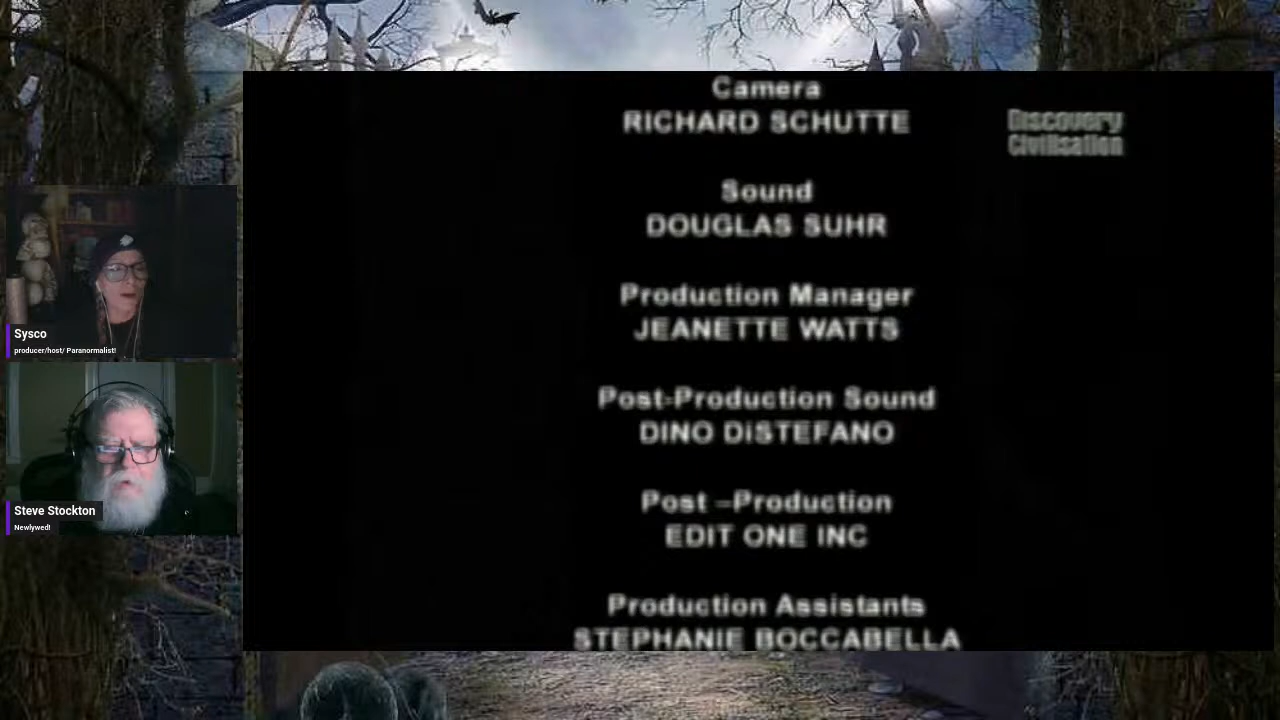 Camera
RICHARD SCHUTTE
Discovery
Civilisation
Sound
DOUGLAS SUHR
Production Manager
JEANETTE WATTS
Post-Production Sound
DINO DiSTEFANO
Post –Production
EDIT ONE INC
Production Assistants
STEPHANIE BOCCABELLA
Sysco
producer/host/ Paranormalist!
Steve Stockton
Newlywed!